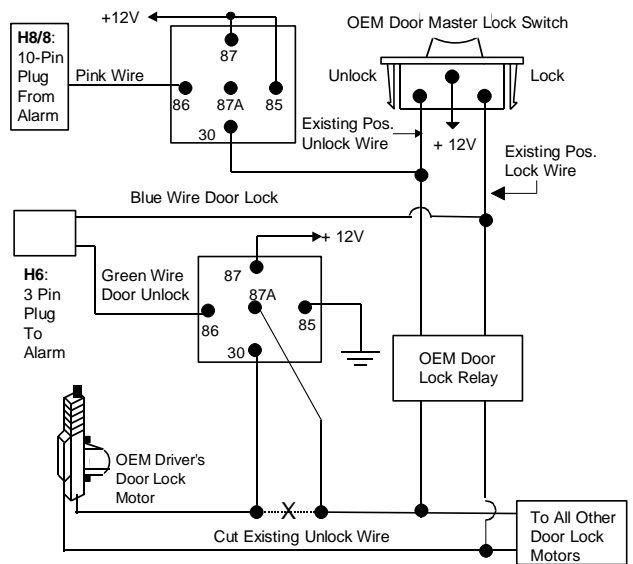 H8/8:
10-Pin
Plug
From
Alarm
+12V
Pink Wire
87
86
87A
85
30
OEM Door Master Lock Switch
Unlock
Lock
Existing Pos.
Unlock Wire
+ 12V
Existing Pos.
Lock Wire
Blue Wire Door Lock
H6:
3 Pin
Plug
To
Alarm
Green Wire
Door Unlock
+ 12V
87
87A
86
85
30
OEM Door
Lock Relay
OEM Driver's
Door Lock
Motor
X
Cut Existing Unlock Wire
To All Other
Door Lock
Motors